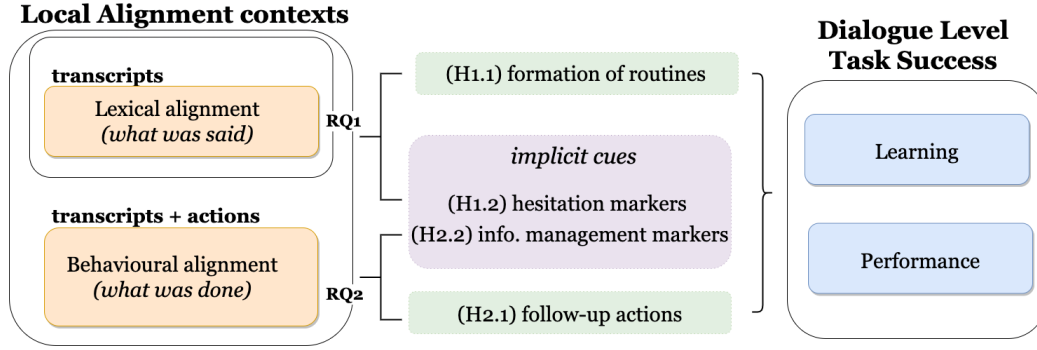 Local Alignment contexts
transcripts
Lexical alignment
(what was said)
RQ1
transcripts + actions
Behavioural alignment
(what was done)
RQ2
(H1.1) formation of routines
implicit cues
(H1.2) hesitation markers
(H2.2) info. management markers
(H2.1) follow-up actions
Dialogue Level
Task Success
Learning
Performance